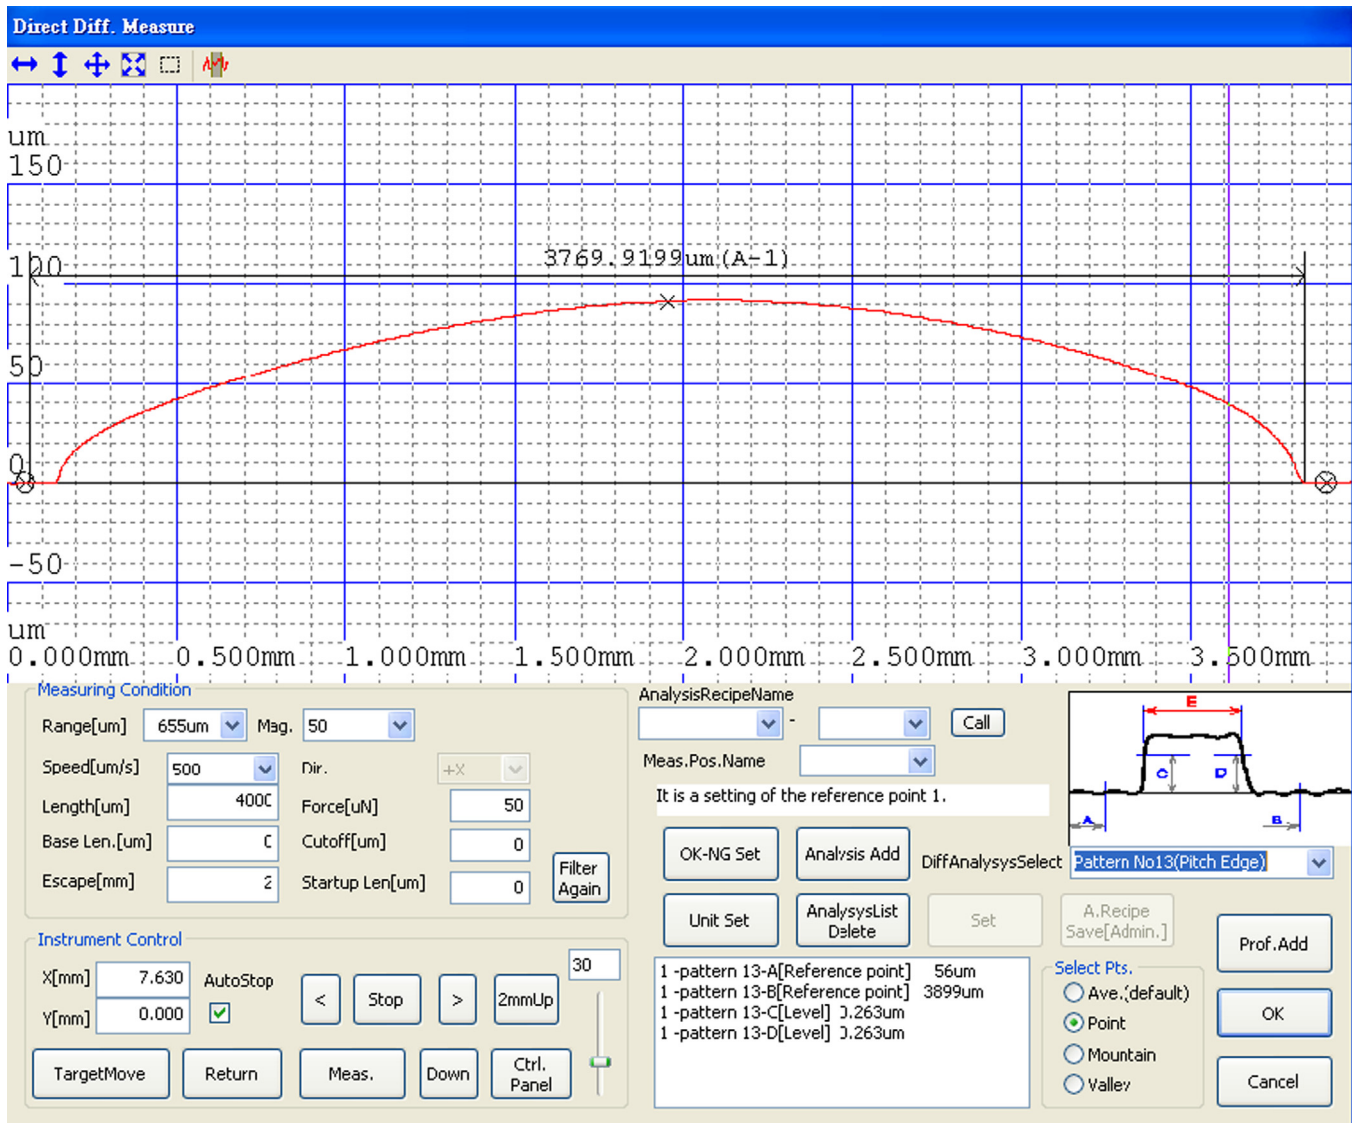 Direct Diff. Measure
um
150
3769.9199um(A-1)
100
50
0
-50
um
0.000mm 0.500mm 1.000mm 1.500mm 2.000mm 2.500mm 3.000mm 3.500mm
Measuring Condition
Range[um] 655um Mag. 50
Speed[um/s] 500 Dir. +X
Length[um] 4000 Force[uN] 50
Base Len.[um] 0 Cutoff[um] 0
Escape[mm] 2 Startup Len[um] 0
Filter
Again
AnalysisRecipeName
- Call
Meas.Pos.Name
It is a setting of the reference point 1.
E
C D
A B
OK-NG Set Analysis Add DiffAnalysysSelect Pattern No13(Pitch Edge)
Unit Set AnalysysList
Delete
Set A.Recipe
Save[Admin.]
Prof.Add
Instrument Control
X[mm] 7.630 AutoStop
Y[mm] 0.000
< Stop > 2mmUp 30
TargetMove Return Meas. Down Ctrl.
Panel
1 -pattern 13-A[Reference point] 56um
1 -pattern 13-B[Reference point] 3899um
1 -pattern 13-C[Level] 0.263um
1 -pattern 13-D[Level] 0.263um
Select Pts.
Ave.(default)
Point
Mountain
Valley
OK
Cancel